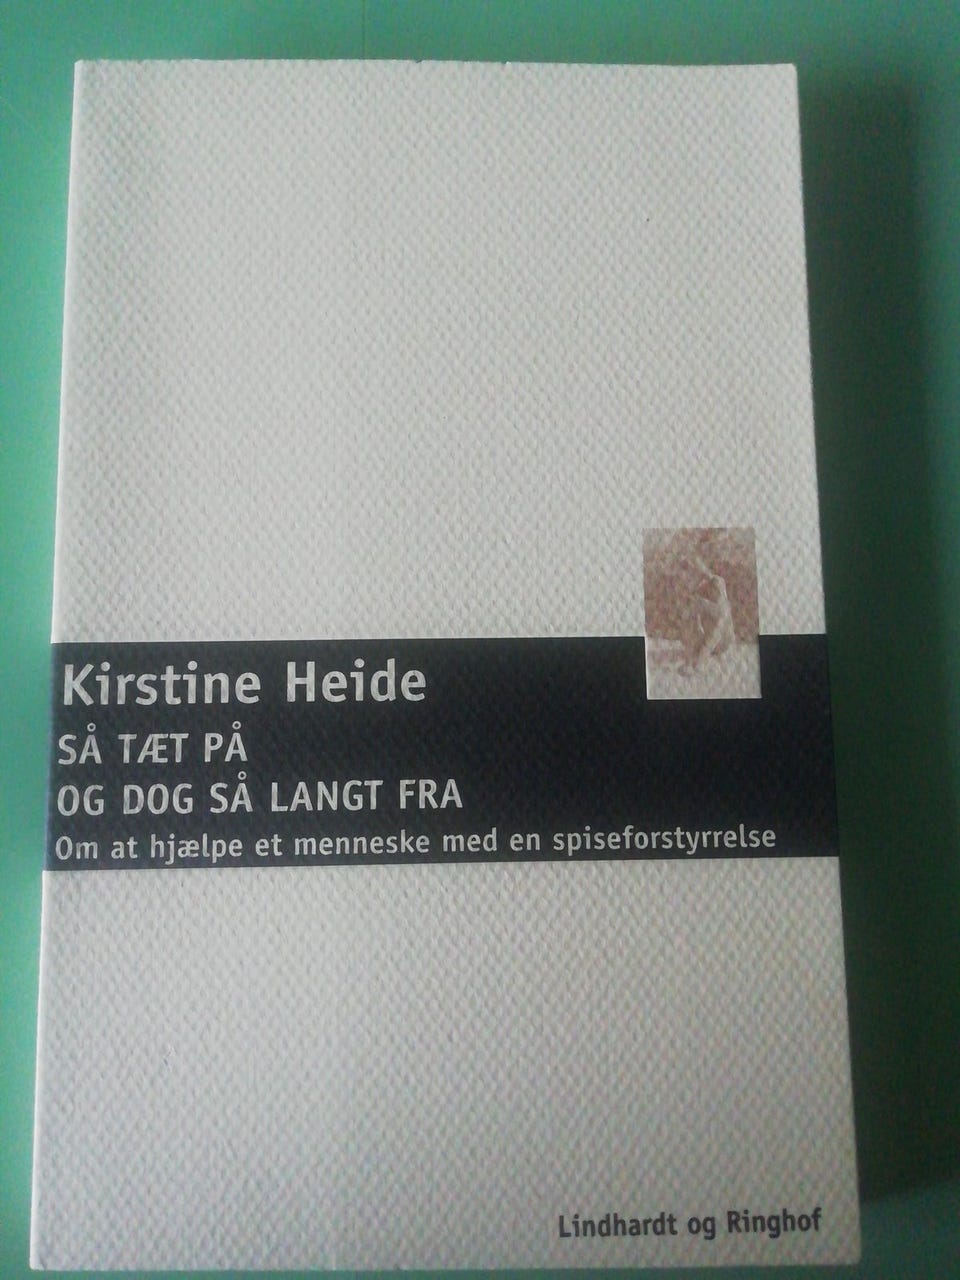 Kirstine Heide
SÅ TÆT PÅ
OG DOG SÅ LANGT FRA
Om at hjælpe et menneske med en spiseforstyrrelse
Lindhardt og Ringhof